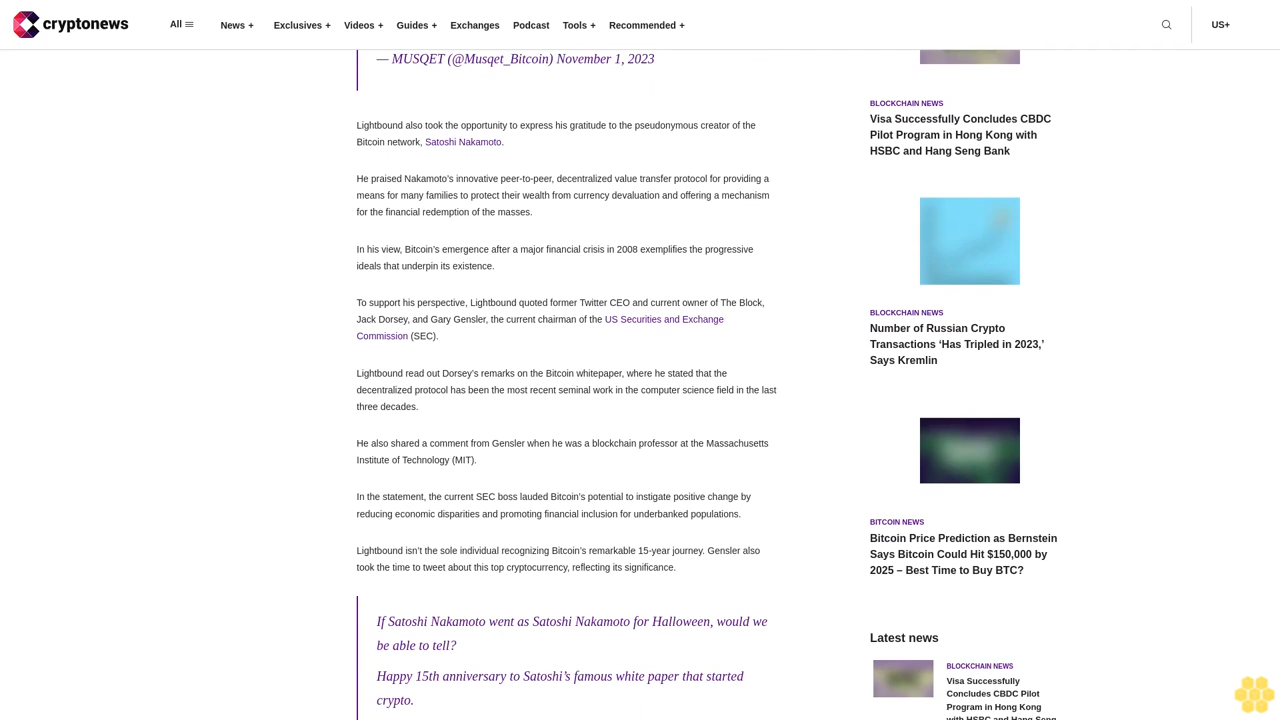 cryptonews
All
News +
Exclusives +
Videos +
Guides +
Exchanges
Podcast
Tools +
Recommended +
US+
— MUSQET (@Musqet_Bitcoin) November 1, 2023
Lightbound also took the opportunity to express his gratitude to the pseudonymous creator of the
Bitcoin network, Satoshi Nakamoto.
He praised Nakamoto’s innovative peer-to-peer, decentralized value transfer protocol for providing a
means for many families to protect their wealth from currency devaluation and offering a mechanism
for the financial redemption of the masses.
In his view, Bitcoin’s emergence after a major financial crisis in 2008 exemplifies the progressive
ideals that underpin its existence.
To support his perspective, Lightbound quoted former Twitter CEO and current owner of The Block,
Jack Dorsey, and Gary Gensler, the current chairman of the US Securities and Exchange
Commission (SEC).
Lightbound read out Dorsey’s remarks on the Bitcoin whitepaper, where he stated that the
decentralized protocol has been the most recent seminal work in the computer science field in the last
three decades.
He also shared a comment from Gensler when he was a blockchain professor at the Massachusetts
Institute of Technology (MIT).
In the statement, the current SEC boss lauded Bitcoin’s potential to instigate positive change by
reducing economic disparities and promoting financial inclusion for underbanked populations.
Lightbound isn’t the sole individual recognizing Bitcoin’s remarkable 15-year journey. Gensler also
took the time to tweet about this top cryptocurrency, reflecting its significance.
If Satoshi Nakamoto went as Satoshi Nakamoto for Halloween, would we
be able to tell?
Happy 15th anniversary to Satoshi’s famous white paper that started
crypto.
BLOCKCHAIN NEWS
Visa Successfully Concludes CBDC
Pilot Program in Hong Kong with
HSBC and Hang Seng Bank
BLOCKCHAIN NEWS
Number of Russian Crypto
Transactions ‘Has Tripled in 2023,’
Says Kremlin
BITCOIN NEWS
Bitcoin Price Prediction as Bernstein
Says Bitcoin Could Hit $150,000 by
2025 – Best Time to Buy BTC?
Latest news
BLOCKCHAIN NEWS
Visa Successfully
Concludes CBDC Pilot
Program in Hong Kong
with HSBC and Hang Seng